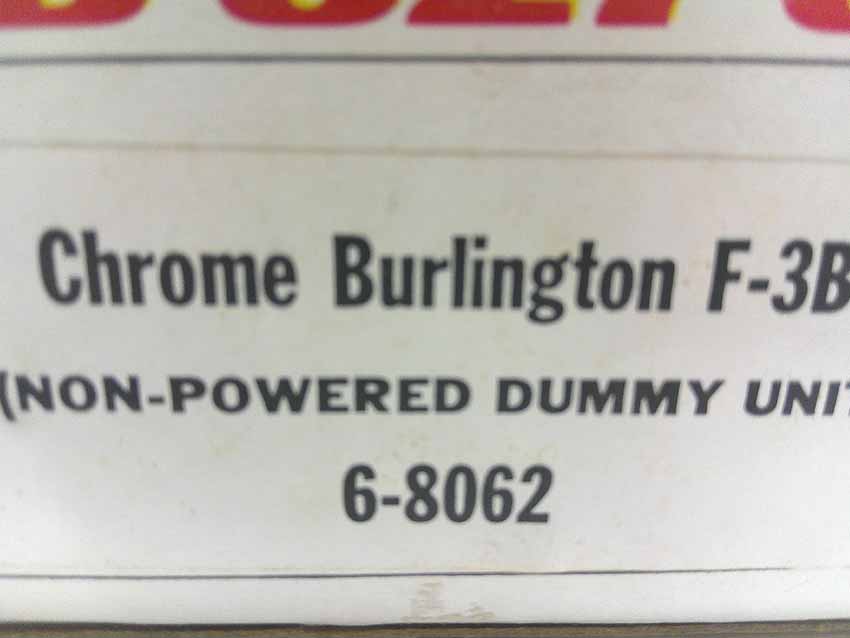 Chrome Burlington F-3B
(NON-POWERED DUMMY UNIT
6-8062